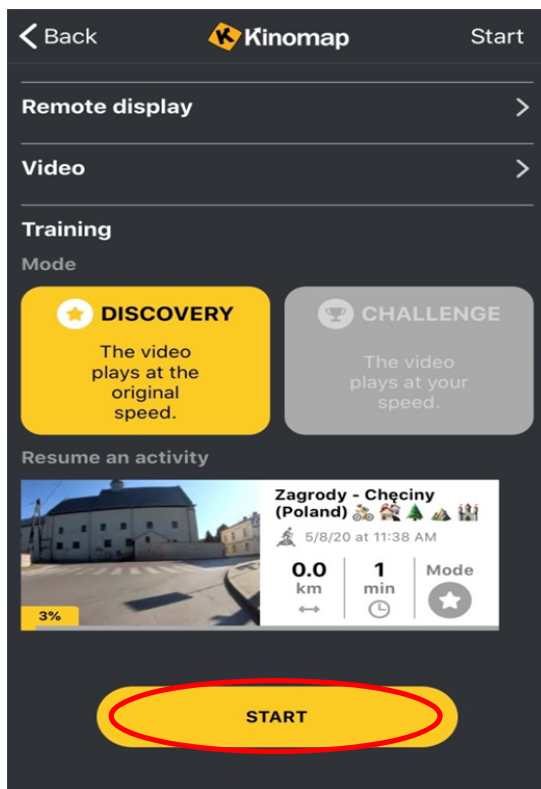 Back
Kinomap
Start
Remote display
Video
Training
Mode
DISCOVERY
The video
plays at the
original
speed.
CHALLENGE
The video
plays at your
speed.
Resume an activity
Zagrody - Chęciny
(Poland)
5/8/20 at 11:38 AM
0.0
km
1
min
Mode
3%
START